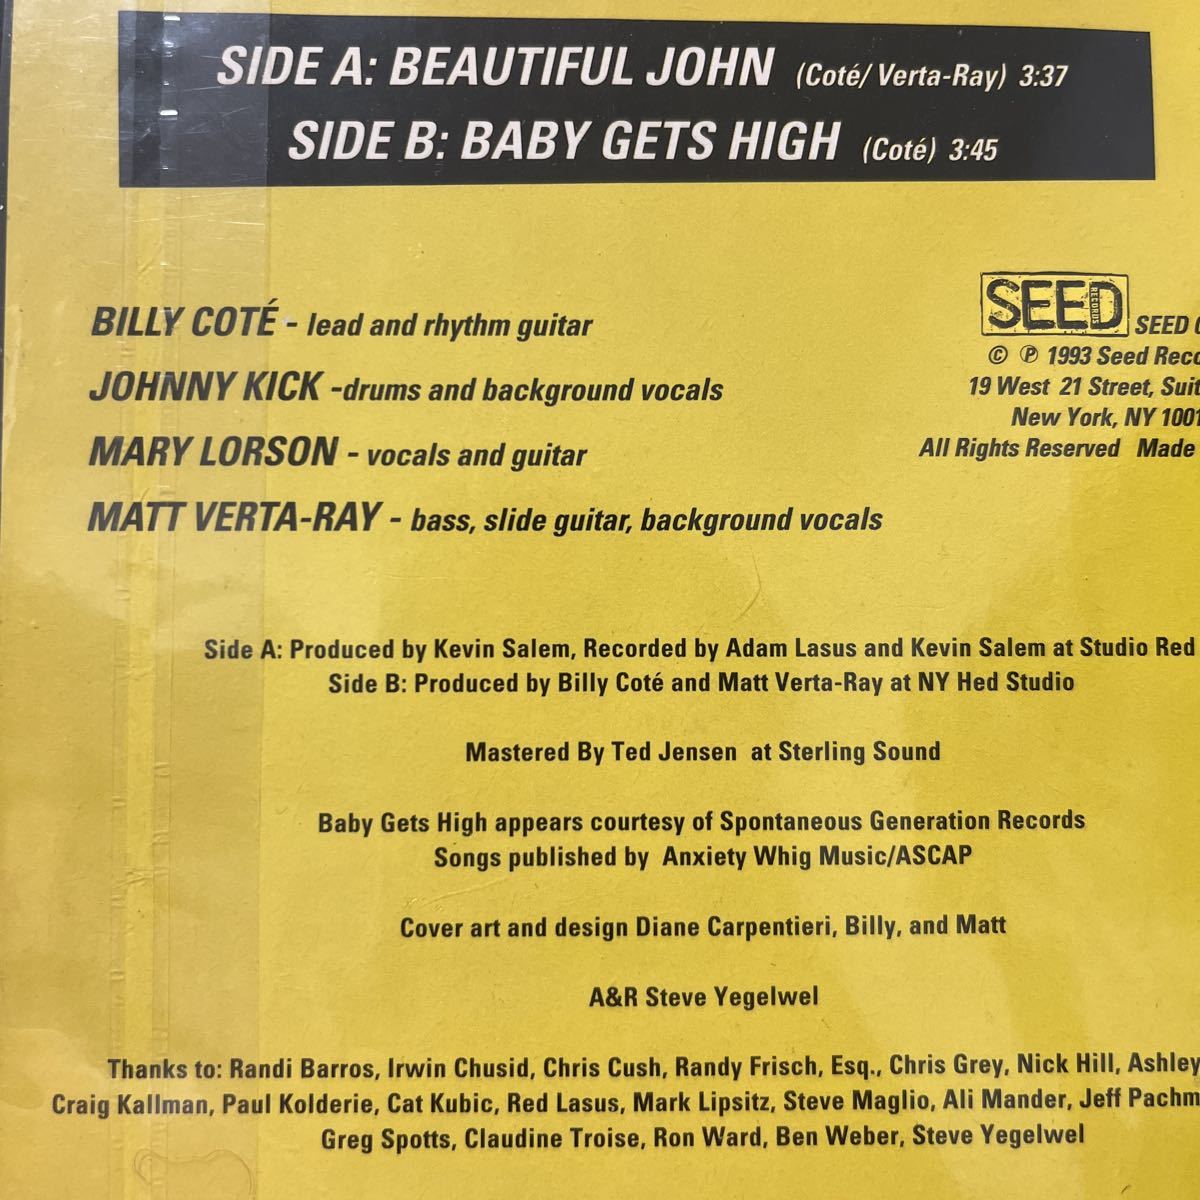 SIDE A: BEAUTIFUL JOHN (Coté/ Verta-Ray) 3:37
SIDE B: BABY GETS HIGH (Coté) 3:45
BILLY COTÉ - lead and rhythm guitar
JOHNNY KICK -drums and background vocals
MARY LORSON - vocals and guitar
MATT VERTA-RAY - bass, slide guitar, background vocals
SEED RECORDS SEED
© ℗ 1993 Seed
19 West 21 Street,
New York, NY
All Rights Reserved Made
Side A: Produced by Kevin Salem, Recorded by Adam Lasus and Kevin Salem at Studio Red
Side B: Produced by Billy Coté and Matt Verta-Ray at NY Hed Studio
Mastered By Ted Jensen at Sterling Sound
Baby Gets High appears courtesy of Spontaneous Generation Records
Songs published by Anxiety Whig Music/ASCAP
Cover art and design Diane Carpentieri, Billy, and Matt
A&R Steve Yegelwel
Thanks to: Randi Barros, Irwin Chusid, Chris Cush, Randy Frisch, Esq., Chris Grey, Nick Hill, Ashley
Craig Kallman, Paul Kolderie, Cat Kubic, Red Lasus, Mark Lipsitz, Steve Maglio, Ali Mander, Jeff
Greg Spotts, Claudine Troise, Ron Ward, Ben Weber, Steve Yegelwel